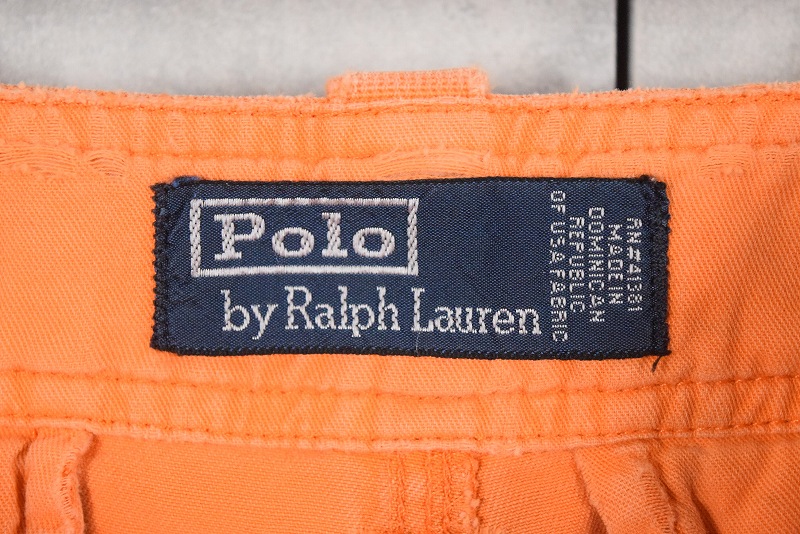 Polo
by Ralph Lauren
RN#41381
MADE IN
DOMINICAN
REPUBLIC
OF USA FABRIC